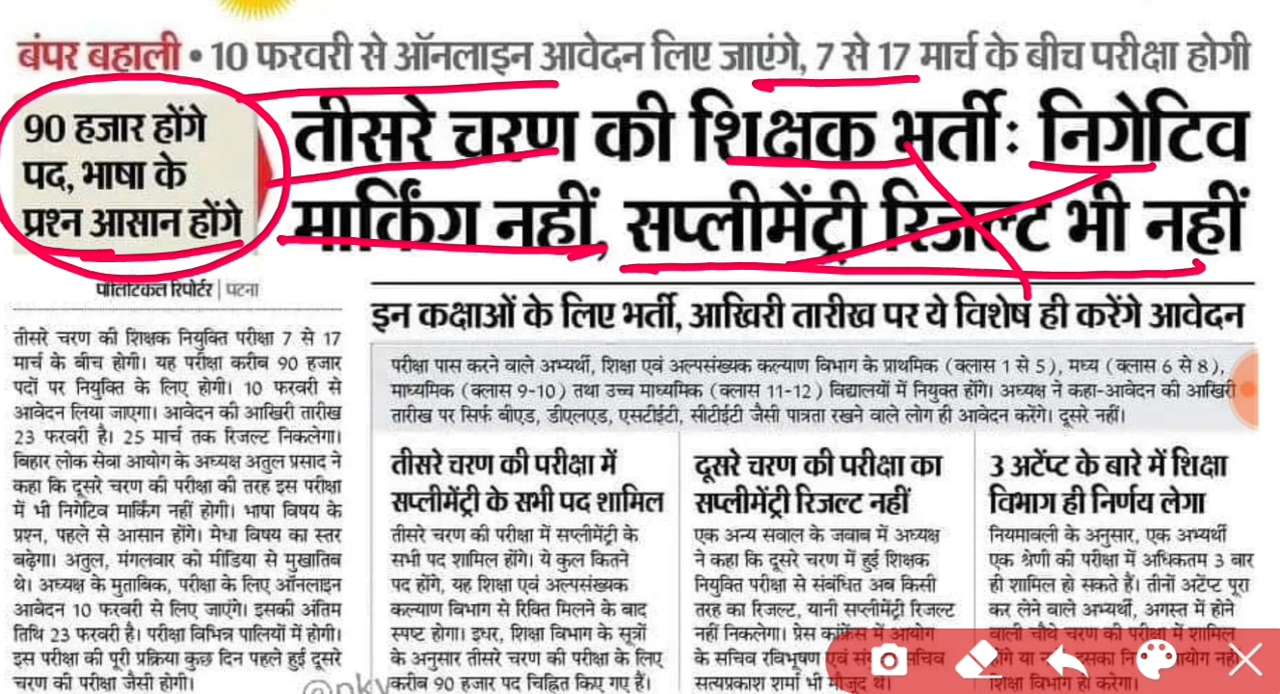 बंपर बहाली • 10 फरवरी से ऑनलाइन आवेदन लिए जाएंगे, 7 से 17 मार्च के बीच परीक्षा होगी
90 हजार होंगे
पद, भाषा के
प्रश्न आसान होंगे
तीसरे चरण की शिक्षक भर्ती: निगेटिव
मार्किंग नहीं, सप्लीमेंट्री रिजल्ट भी नहीं
पॉलिटिकल रिपोर्टर | पटना
तीसरे चरण की शिक्षक नियुक्ति परीक्षा 7 से 17
मार्च के बीच होगी। यह परीक्षा करीब 90 हजार
पदों पर नियुक्ति के लिए होगी। 10 फरवरी से
आवेदन लिया जाएगा। आवेदन की आखिरी तारीख
23 फरवरी है। 25 मार्च तक रिजल्ट निकलेगा।
बिहार लोक सेवा आयोग के अध्यक्ष अतुल प्रसाद ने
कहा कि दूसरे चरण की परीक्षा की तरह इस परीक्षा
में भी निगेटिव मार्किंग नहीं होगी। भाषा विषय के
प्रश्न, पहले से आसान होंगे। मेधा विषय का स्तर
बढ़ेगा। अतुल, मंगलवार को मीडिया से मुखातिब
थे। अध्यक्ष के मुताबिक, परीक्षा के लिए ऑनलाइन
आवेदन 10 फरवरी से लिए जाएंगे। इसकी अंतिम
तिथि 23 फरवरी है। परीक्षा विभिन्न पालियों में होगी।
इस परीक्षा की पूरी प्रक्रिया कुछ दिन पहले हुई दूसरे
चरण की परीक्षा जैसी होगी।
इन कक्षाओं के लिए भर्ती, आखिरी तारीख पर ये विशेष ही करेंगे आवेदन
परीक्षा पास करने वाले अभ्यर्थी, शिक्षा एवं अल्पसंख्यक कल्याण विभाग के प्राथमिक (क्लास 1 से 5), मध्य (क्लास 6 से 8),
माध्यमिक (क्लास 9-10) तथा उच्च माध्यमिक (क्लास 11-12) विद्यालयों में नियुक्त होंगे। अध्यक्ष ने कहा-आवेदन की आखिरी
तारीख पर सिर्फ बीएड, डीएलएड, एसटीईटी, सीटीईटी जैसी पात्रता रखने वाले लोग ही आवेदन करेंगे। दूसरे नहीं।
तीसरे चरण की परीक्षा में
सप्लीमेंट्री के सभी पद शामिल
तीसरे चरण की परीक्षा में सप्लीमेंट्री के
सभी पद शामिल होंगे। ये कुल कितने
पद होंगे, यह शिक्षा एवं अल्पसंख्यक
कल्याण विभाग से रिक्ति मिलने के बाद
स्पष्ट होगा। इधर, शिक्षा विभाग के सूत्रों
के अनुसार तीसरे चरण की परीक्षा के लिए
करीब 90 हजार पद चिह्नित किए गए हैं।
दूसरे चरण की परीक्षा का
सप्लीमेंट्री रिजल्ट नहीं
एक अन्य सवाल के जवाब में अध्यक्ष
ने कहा कि दूसरे चरण में हुई शिक्षक
नियुक्ति परीक्षा से संबंधित अब किसी
तरह का रिजल्ट, यानी सप्लीमेंट्री रिजल्ट
नहीं निकलेगा। प्रेस कांफ्रेंस में आयोग
के सचिव रविभूषण एवं सचिव
सत्यप्रकाश शर्मा भी मौजूद थे।
3 अटेंप्ट के बारे में शिक्षा
विभाग ही निर्णय लेगा
नियमावली के अनुसार, एक अभ्यर्थी
एक श्रेणी की परीक्षा में अधिकतम 3 बार
ही शामिल हो सकते हैं। तीनों अटेंप्ट पूरा
कर लेने वाले अभ्यर्थी, अगस्त में होने
वाली चौथे चरण की परीक्षा में शामिल
होंगे या इसका आयोग नहीं
शिक्षा विभाग ही करेगा।